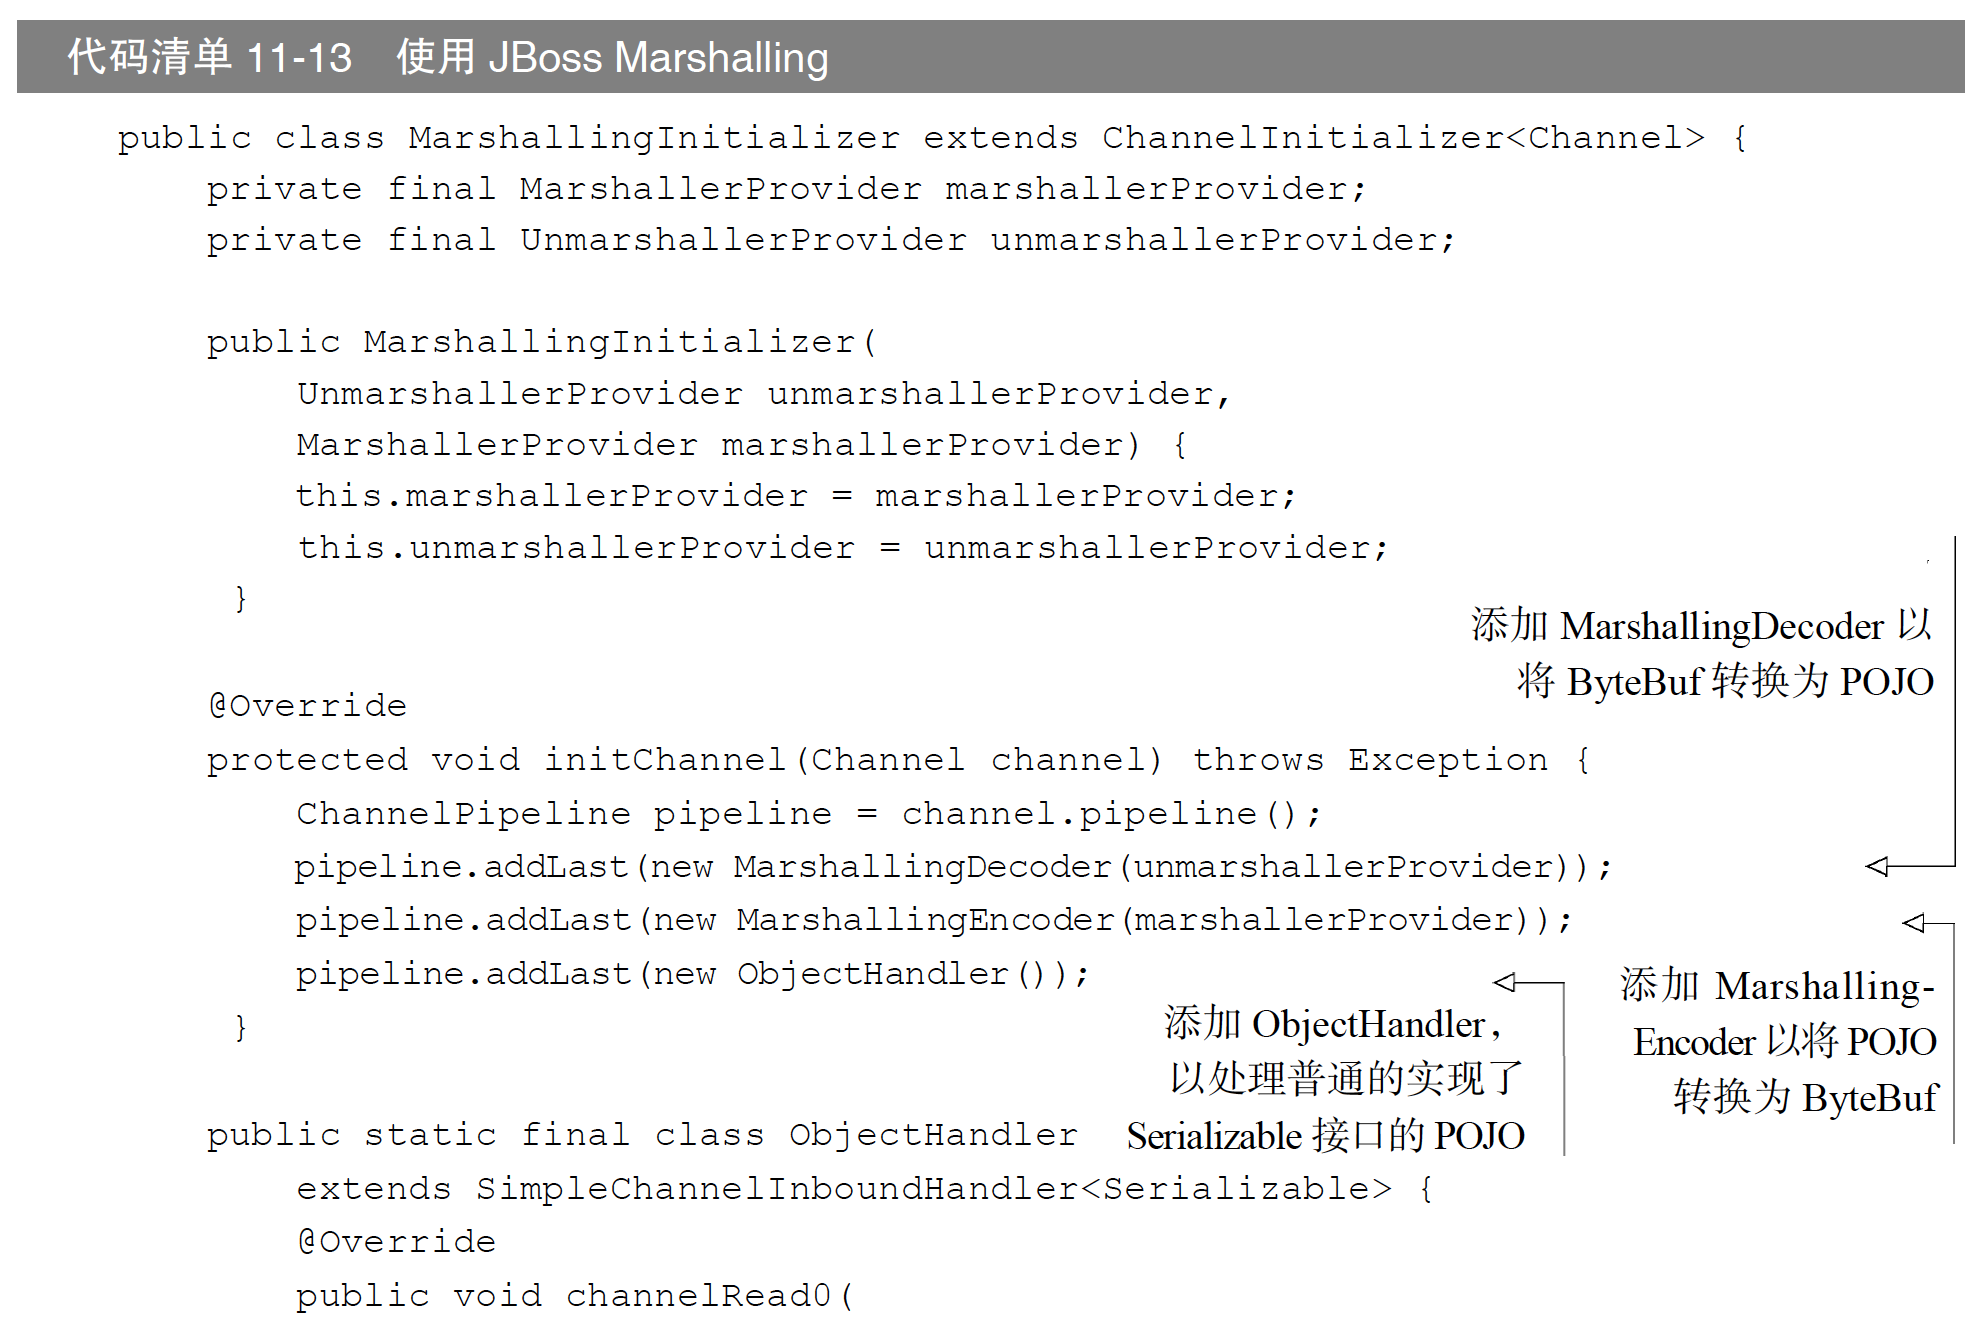 代码清单 11-13 使用 JBoss Marshalling
public class MarshallingInitializer extends ChannelInitializer<Channel> {
private final MarshallerProvider marshallerProvider;
private final UnmarshallerProvider unmarshallerProvider;
public MarshallingInitializer(
UnmarshallerProvider unmarshallerProvider,
MarshallerProvider marshallerProvider) {
this.marshallerProvider = marshallerProvider;
this.unmarshallerProvider = unmarshallerProvider;
}
添加 MarshallingDecoder 以
将 ByteBuf 转换为 POJO
@Override
protected void initChannel(Channel channel) throws Exception {
ChannelPipeline pipeline = channel.pipeline();
pipeline.addLast(new MarshallingDecoder(unmarshallerProvider));
pipeline.addLast(new MarshallingEncoder(marshallerProvider));
pipeline.addLast(new ObjectHandler());
}
添加 ObjectHandler，
以处理普通的实现了
Serializable 接口的 POJO
添加 Marshalling-
Encoder 以将 POJO
转换为 ByteBuf
public static final class ObjectHandler
extends SimpleChannelInboundHandler<Serializable> {
@Override
public void channelRead0(